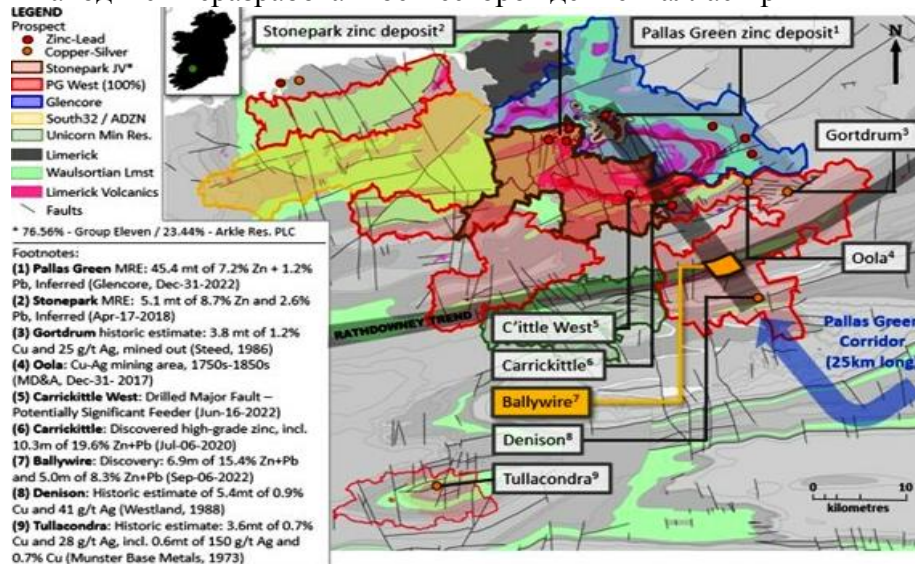 LEGEND
Prospect
Zinc-Lead
Copper-Silver
Stonepark JV*
PG West (100%)
Glencore
South32 / ADZN
Unicorn Min Res.
Limerick
Waulsortian Lmst
Limerick Volcanics
Faults
* 76.56% - Group Eleven / 23.44% - Arkle Res. PLC
Footnotes:
(1) Pallas Green MRE: 45.4 mt of 7.2% Zn + 1.2%
Pb, Inferred (Glencore, Dec-31-2022)
(2) Stonepark MRE: 5.1 mt of 8.7% Zn and 2.6%
Pb, Inferred (Apr-17-2018)
(3) Gortdrum historic estimate: 3.8 mt of 1.2%
Cu and 25 g/t Ag, mined out (Steed, 1986)
(4) Oola: Cu-Ag mining area, 1750s-1850s
(MD&A, Dec-31- 2017)
(5) Carrickittle West: Drilled Major Fault –
Potentially Significant Feeder (Jun-16-2022)
(6) Carrickittle: Discovered high-grade zinc, incl.
10.3m of 19.6% Zn+Pb (Jul-06-2020)
(7) Ballywire: Discovery: 6.9m of 15.4% Zn+Pb
and 5.0m of 8.3% Zn+Pb (Sep-06-2022)
(8) Denison: Historic estimate of 5.4mt of 0.9%
Cu and 41 g/t Ag (Westland, 1988)
(9) Tullacondra: Historic estimate: 3.6mt of 0.7%
Cu and 28 g/t Ag, incl. 0.6mt of 150 g/t Ag and
0.7% Cu (Munster Base Metals, 1973)
Stonepark zinc deposit²
Pallas Green zinc deposit¹
N
Gortdrum³
Oola⁴
RATHDOWNEY TREND
C'ittle West⁵
Carrickittle⁶
Ballywire⁷
Denison⁸
Tullacondra⁹
Pallas Green
Corridor
(25km long)
0 10
kilometres